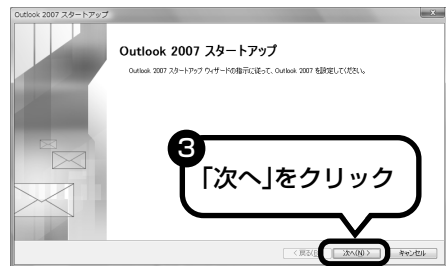 Outlook 2007 スタートアップ
Outlook 2007 スタートアップ
Outlook 2007 スタートアップ ウィザードの指示に従って、Outlook 2007 を設定してください。
3
「次へ」をクリック
< 戻る(
次へ(N) >
キャンセル